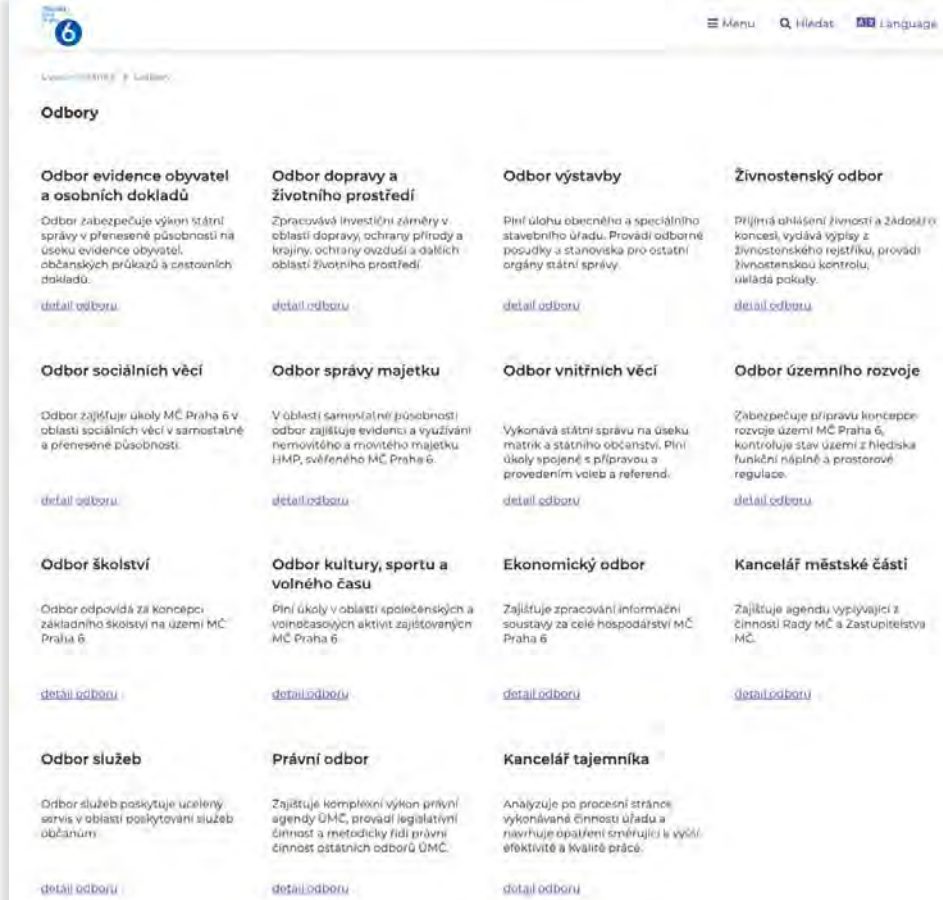 6
Menu
Hledat
Language
Odbory
Odbor evidence obyvatel
a osobních dokladů
Odbor zabezpečuje výkon státní
správy v přenesené působnosti na
úseku evidence obyvatel,
občanských průkazů a cestovních
dokladů.
detail odboru
Odbor dopravy a
životního prostředí
Zpracovává investiční záměry v
oblasti dopravy, ochrany přírody a
krajiny, ochrany ovzduší a dalších
oblastí životního prostředí.
detail odboru
Odbor výstavby
Plní úlohu obecného a speciálního
stavebního úřadu. Provádí odborné
posudky a stanoviska pro ostatní
orgány státní správy.
detail odboru
Živnostenský odbor
Přijímá ohlášení živností a žádostí o
koncesi, vydává výpisy z
živnostenského rejstříku, provádí
živnostenskou kontrolu,
ukládá pokuty.
detail odboru
Odbor sociálních věcí
Odbor zajišťuje úkoly MČ Praha 6 v
oblasti sociálních věcí v samostatné
a přenesené působnosti.
detail odboru
Odbor správy majetku
V oblasti samostatné působnosti
odbor zajišťuje evidenci a využívání
nemovitého a movitého majetku
HMP, svěřeného MČ Praha 6.
detail odboru
Odbor vnitřních věcí
Vykonává státní správu na úseku
matrik a státního občanství. Plní
úkoly spojené s přípravou a
provedením voleb a referend.
detail odboru
Odbor územního rozvoje
Zabezpečuje přípravu koncepce
rozvoje území MČ Praha 6,
kontroluje stav území z hlediska
funkční náplně a prostorové
regulace.
detail odboru
Odbor školství
Odbor odpovídá za koncepci
základního školství na území MČ
Praha 6.
detail odboru
Odbor kultury, sportu a
volného času
Plní úkoly v oblasti společenských a
volnočasových aktivit zajišťovaných
MČ Praha 6.
detail odboru
Ekonomický odbor
Zajišťuje zpracování informační
soustavy za celé hospodářství MČ
Praha 6.
detail odboru
Kancelář městské části
Zajišťuje agendu vyplývající z
činnosti Rady MČ a Zastupitelstva
MČ.
detail odboru
Odbor služeb
Odbor služeb poskytuje ucelený
servis v oblasti poskytování služeb
občanům.
detail odboru
Právní odbor
Zajišťuje komplexní výkon právní
agendy ÚMČ, provádí legislativní
činnost a metodicky řídí právní
činnost ostatních odborů ÚMČ.
detail odboru
Kancelář tajemníka
Analyzuje po procesní stránce
vykonávané činnosti úřadu a
navrhuje opatření směřující k vyšší
efektivitě a kvalitě práce.
detail odboru